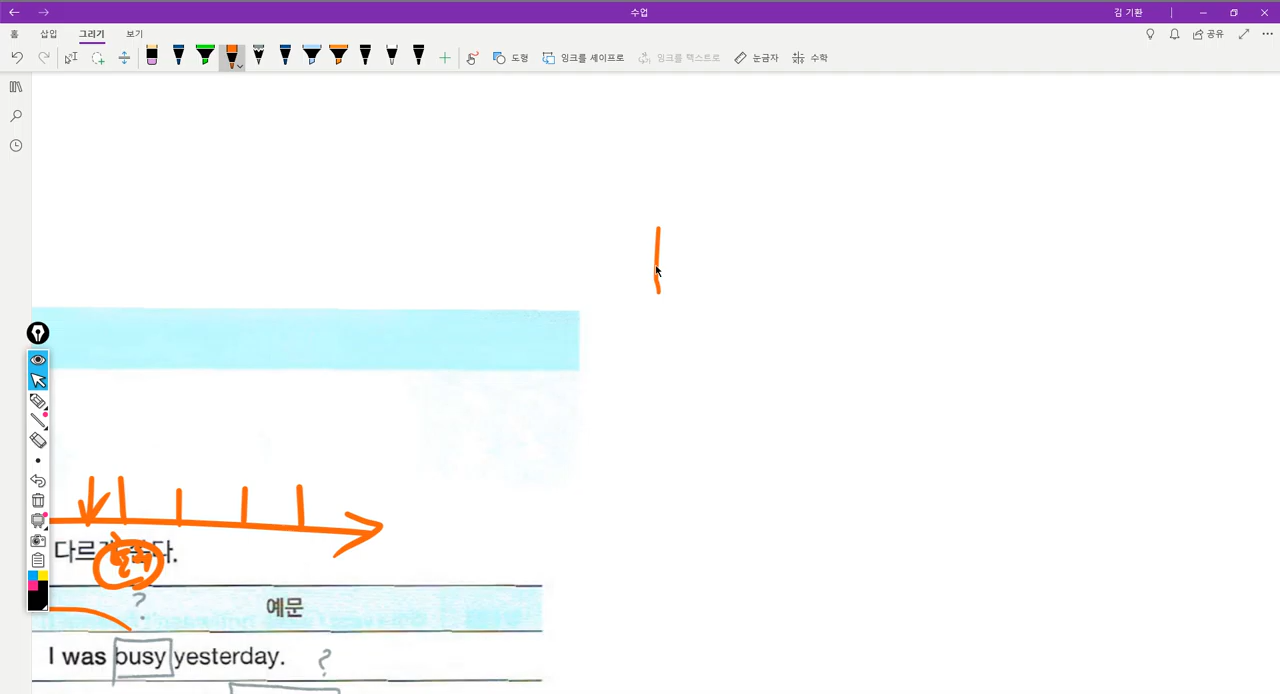 수업
김 기환
홈 삽입 그리기 보기
공유
도형 잉크를 셰이프로 잉크를 텍스트로 눈금자 수학
다르게 쓴다.
?
예문
I was busy yesterday. ?